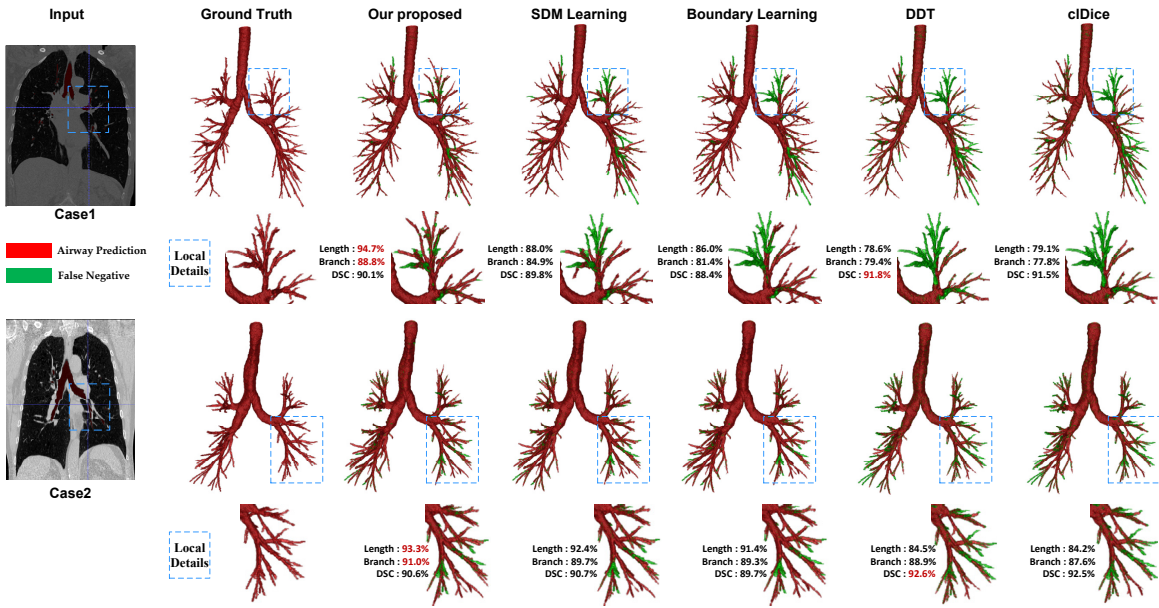 Input
Ground Truth
Our proposed
SDM Learning
Boundary Learning
DDT
clDice
Case1
Airway Prediction
False Negative
Local
Details
Length : 94.7%
Branch : 88.8%
DSC : 90.1%
Length : 88.0%
Branch : 84.9%
DSC : 89.8%
Length : 86.0%
Branch : 81.4%
DSC : 88.4%
Length : 78.6%
Branch : 79.4%
DSC : 91.8%
Length : 79.1%
Branch : 77.8%
DSC : 91.5%
Case2
Local
Details
Length : 93.3%
Branch : 91.0%
DSC : 90.6%
Length : 92.4%
Branch : 89.7%
DSC : 90.7%
Length : 91.4%
Branch : 89.3%
DSC : 89.7%
Length : 84.5%
Branch : 88.9%
DSC : 92.6%
Length : 84.2%
Branch : 87.6%
DSC : 92.5%